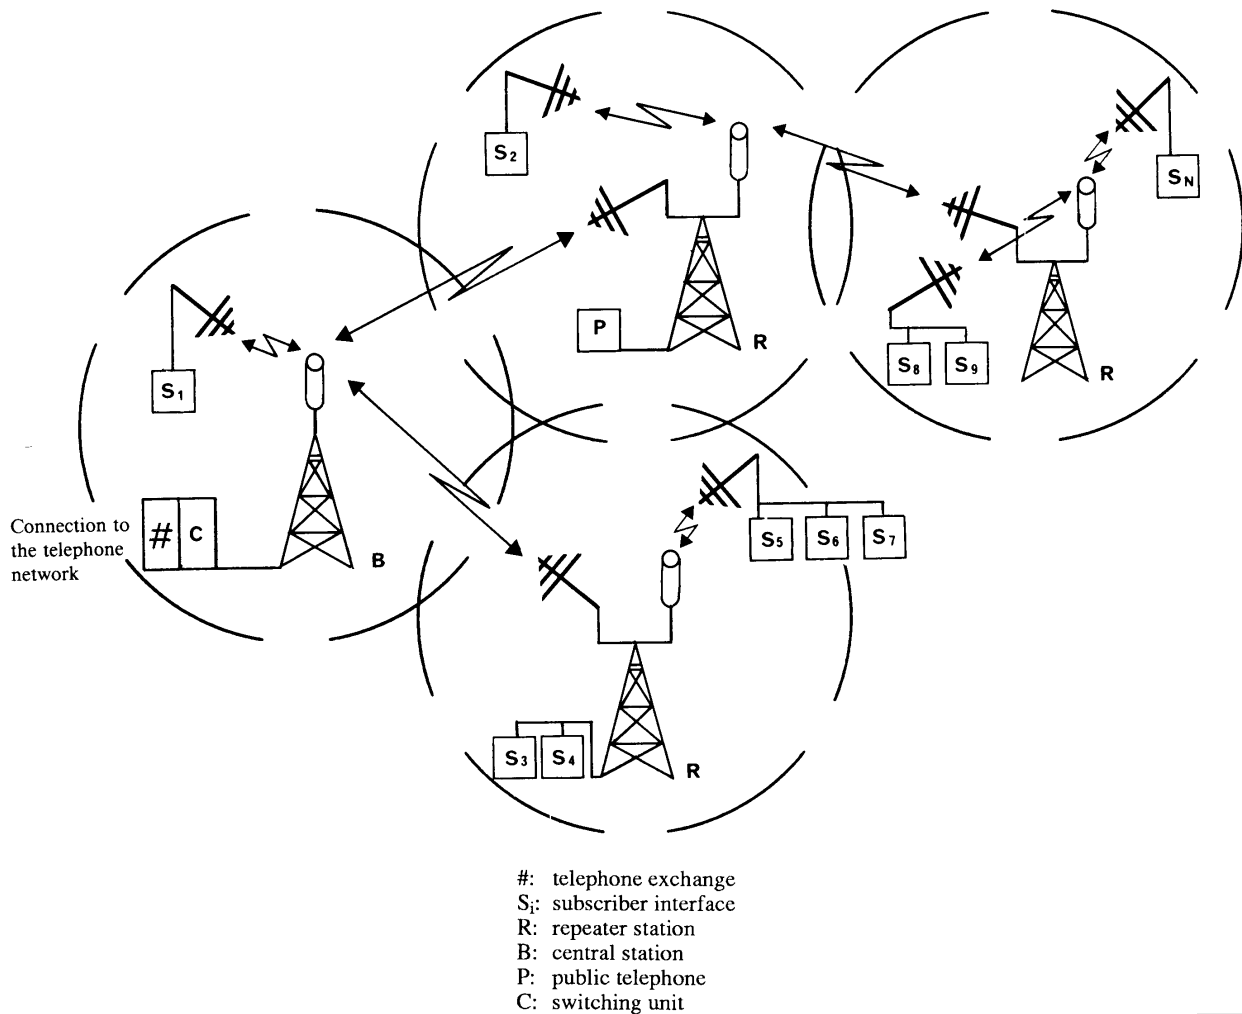 S2
SN
P
R
S8 S9
R
S1
Connection to
the telephone
network
# C
B
S5 S6 S7
S3 S4
R
#: telephone exchange
Si: subscriber interface
R: repeater station
B: central station
P: public telephone
C: switching unit